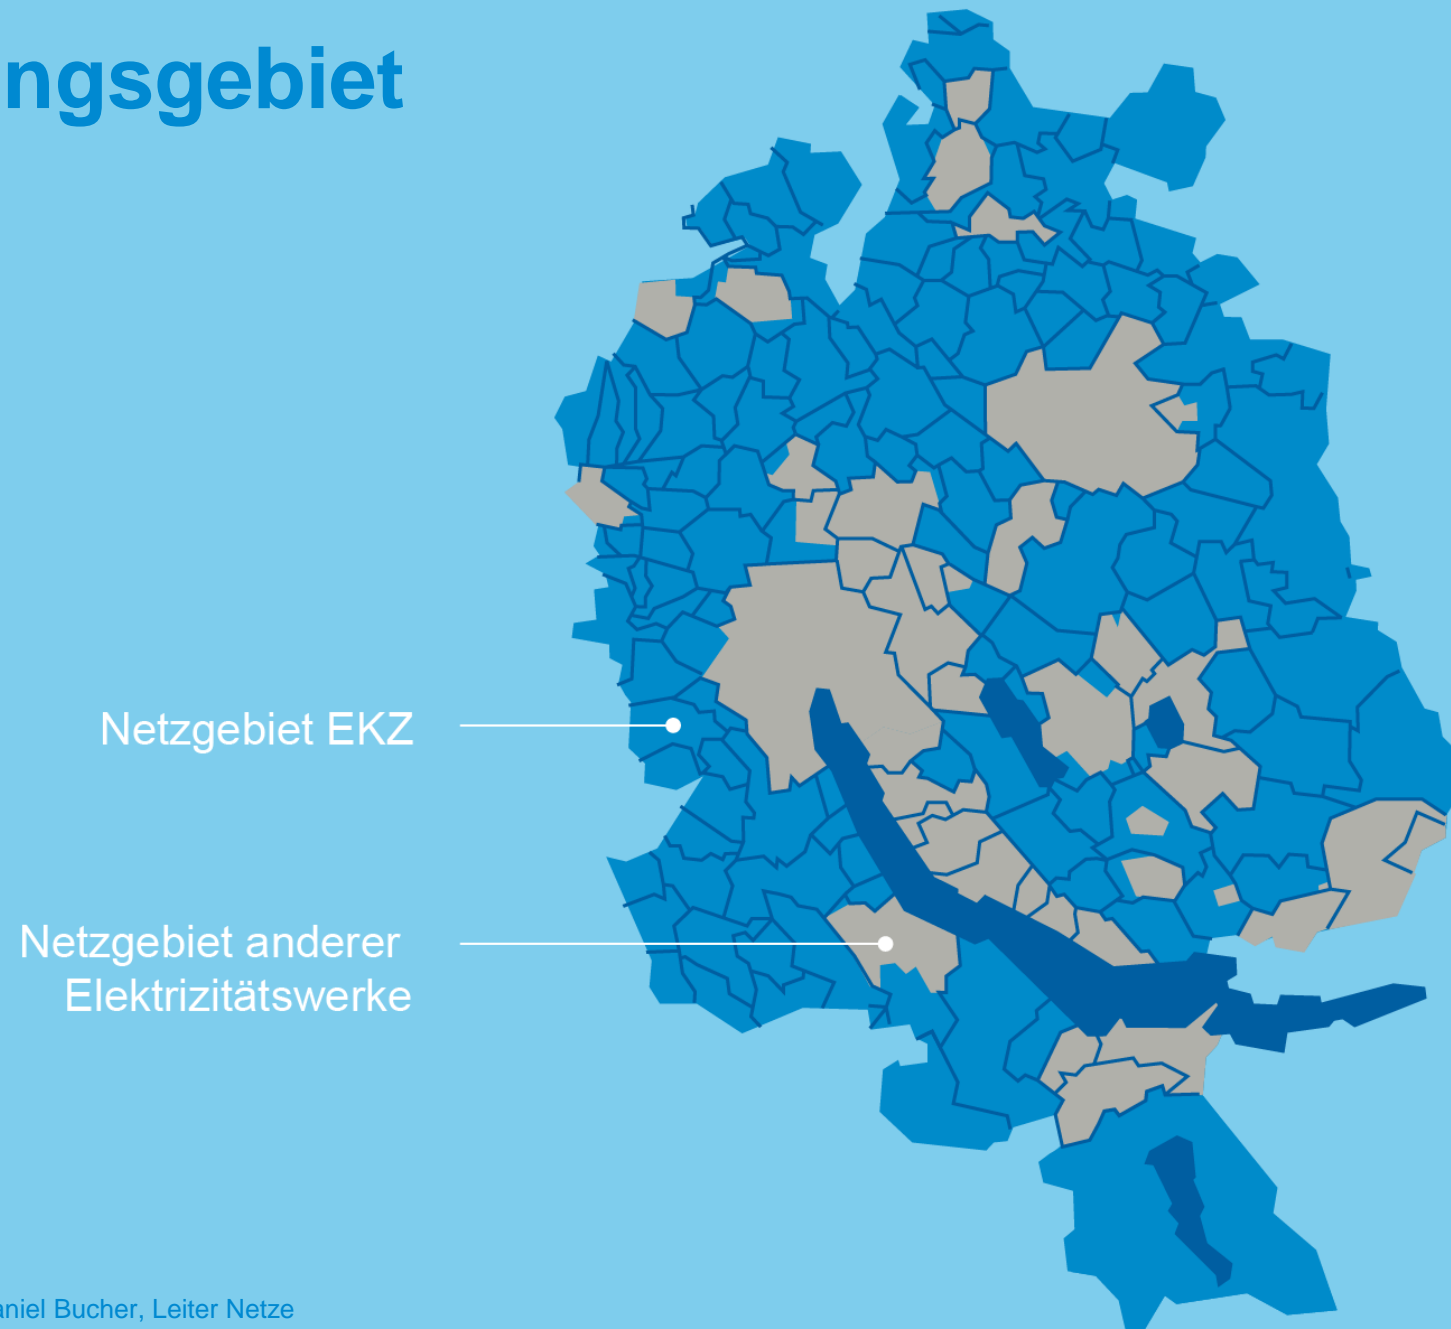 ngsgebiet
Netzgebiet EKZ
Netzgebiet anderer
Elektrizitätswerke
aniel Bucher, Leiter Netze